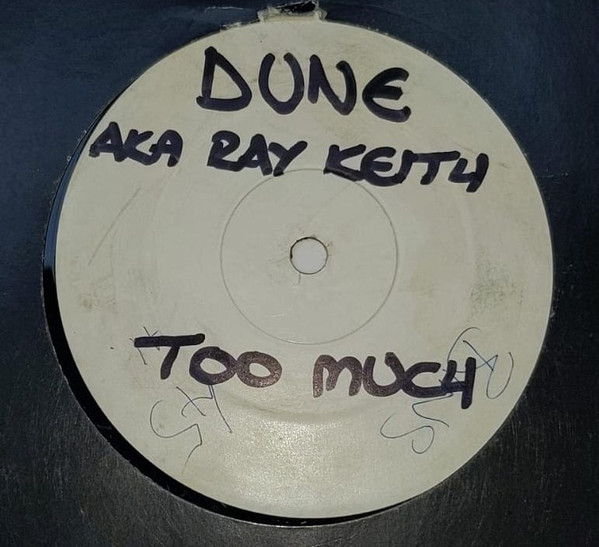 DUNE
AKA RAY KEITH
TOO MUCH